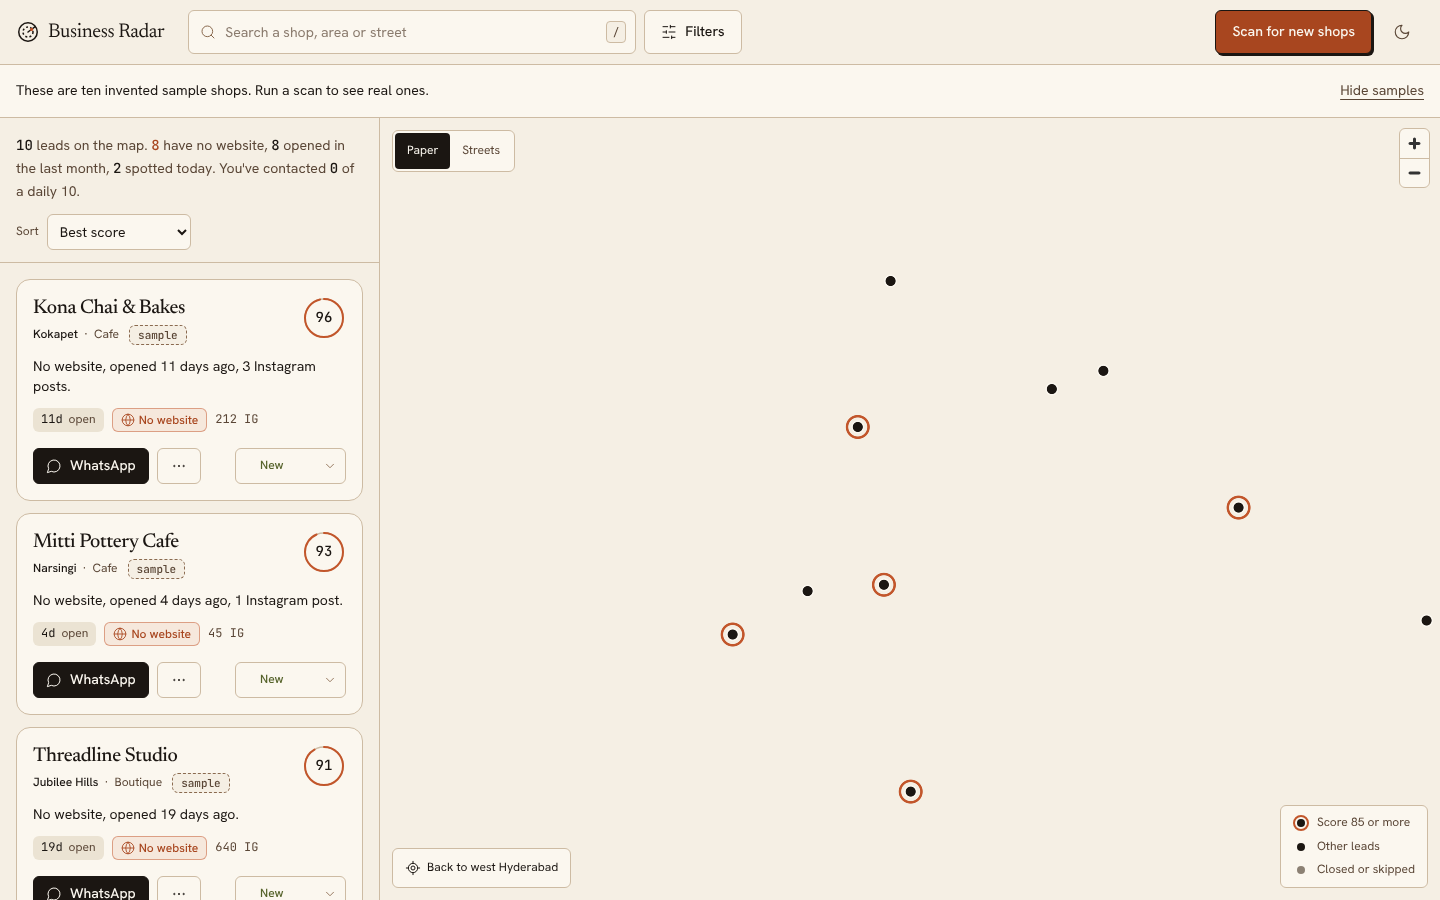 Business Radar
Search a shop, area or street
/
Filters
Scan for new shops
These are ten invented sample shops. Run a scan to see real ones.
Hide samples
10 leads on the map. 8 have no website, 8 opened in
the last month, 2 spotted today. You've contacted 0 of
a daily 10.
Sort
Best score
Kona Chai & Bakes
96
Kokapet · Cafe sample
No website, opened 11 days ago, 3 Instagram
posts.
11d open No website 212 IG
WhatsApp ··· New
Mitti Pottery Cafe
93
Narsingi · Cafe sample
No website, opened 4 days ago, 1 Instagram post.
4d open No website 45 IG
WhatsApp ··· New
Threadline Studio
91
Jubilee Hills · Boutique sample
No website, opened 19 days ago.
19d open No website 640 IG
WhatsApp New
Paper Streets
+
−
Back to west Hyderabad
Score 85 or more
Other leads
Closed or skipped